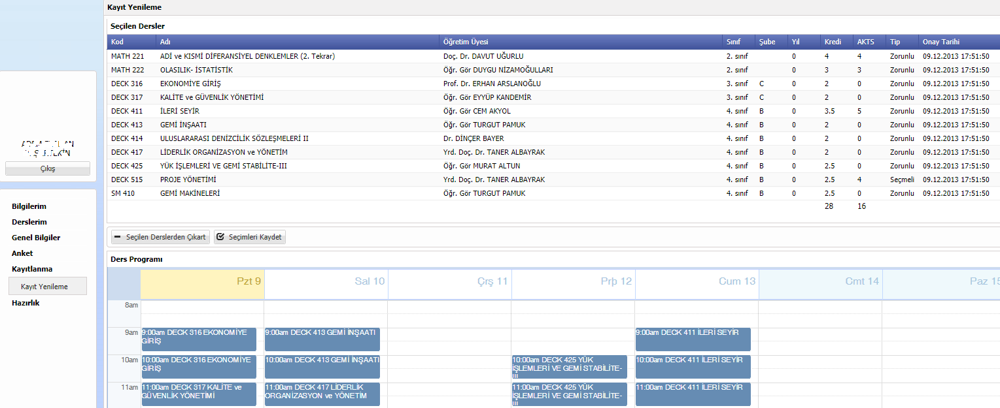 Kayıt Yenileme
Seçilen Dersler
Kod Adı Öğretim Üyesi Sınıf Şube Yıl Kredi AKTS Tip Onay Tarihi
MATH 221 ADİ ve KISMİ DİFERANSİYEL DENKLEMLER (2. Tekrar) Doç. Dr. DAVUT UĞURLU 2. sınıf 0 4 4 Zorunlu 09.12.2013 17:51:50
MATH 222 OLASILIK- İSTATİSTİK Öğr. Gör DUYGU NİZAMOĞULLARI 2. sınıf 0 3 3 Zorunlu 09.12.2013 17:51:50
DECK 316 EKONOMİYE GİRİŞ Prof. Dr. ERHAN ARSLANOĞLU 3. sınıf C 0 2 0 Zorunlu 09.12.2013 17:51:50
DECK 317 KALİTE ve GÜVENLİK YÖNETİMİ Öğr. Gör EYYÜP KANDEMİR 3. sınıf C 0 2 0 Zorunlu 09.12.2013 17:51:50
DECK 411 İLERİ SEYİR Öğr. Gör CEM AKYOL 4. sınıf B 0 3.5 5 Zorunlu 09.12.2013 17:51:50
DECK 413 GEMİ İNŞAATI Öğr. Gör TURGUT PAMUK 4. sınıf B 0 2 0 Zorunlu 09.12.2013 17:51:50
DECK 414 ULUSLARARASI DENİZCİLİK SÖZLEŞMELERİ II Dr. DİNÇER BAYER 4. sınıf B 0 2 0 Zorunlu 09.12.2013 17:51:50
DECK 417 LİDERLİK ORGANİZASYON ve YÖNETİM Yrd. Doç. Dr. TANER ALBAYRAK 4. sınıf B 0 2 0 Zorunlu 09.12.2013 17:51:50
DECK 425 YÜK İŞLEMLERİ VE GEMİ STABİLİTE-III Öğr. Gör MURAT ALTUN 4. sınıf B 0 2.5 0 Zorunlu 09.12.2013 17:51:50
DECK 515 PROJE YÖNETİMİ Yrd. Doç. Dr. TANER ALBAYRAK 4. sınıf B 0 2.5 4 Seçmeli 09.12.2013 17:51:50
SM 410 GEMİ MAKİNELERİ Öğr. Gör TURGUT PAMUK 4. sınıf B 0 2.5 0 Zorunlu 09.12.2013 17:51:50
28 16
Çıkış
Bilgilerim
Derslerim
Genel Bilgiler
Anket
Kayıtlanma
Kayıt Yenileme
Hazırlık
Seçilen Derslerden Çıkart Seçimleri Kaydet
Ders Programı
Pzt 9 Sal 10 Çrş 11 Prþ 12 Cum 13 Cmt 14 Paz 15
8am
9am
9:00am DECK 316 EKONOMİYE
GİRİŞ
9:00am DECK 413 GEMİ İNŞAATI
9:00am DECK 411 İLERİ SEYİR
10am
10:00am DECK 316 EKONOMİYE
GİRİŞ
10:00am DECK 413 GEMİ İNŞAATI
10:00am DECK 425 YÜK
İŞLEMLERİ VE GEMİ STABİLİTE-
III
10:00am DECK 411 İLERİ SEYİR
11am
11:00am DECK 317 KALİTE ve
GÜVENLİK YÖNETİMİ
11:00am DECK 417 LİDERLİK
ORGANİZASYON ve YÖNETİM
11:00am DECK 425 YÜK
İŞLEMLERİ VE GEMİ STABİLİTE-
III
11:00am DECK 411 İLERİ SEYİR